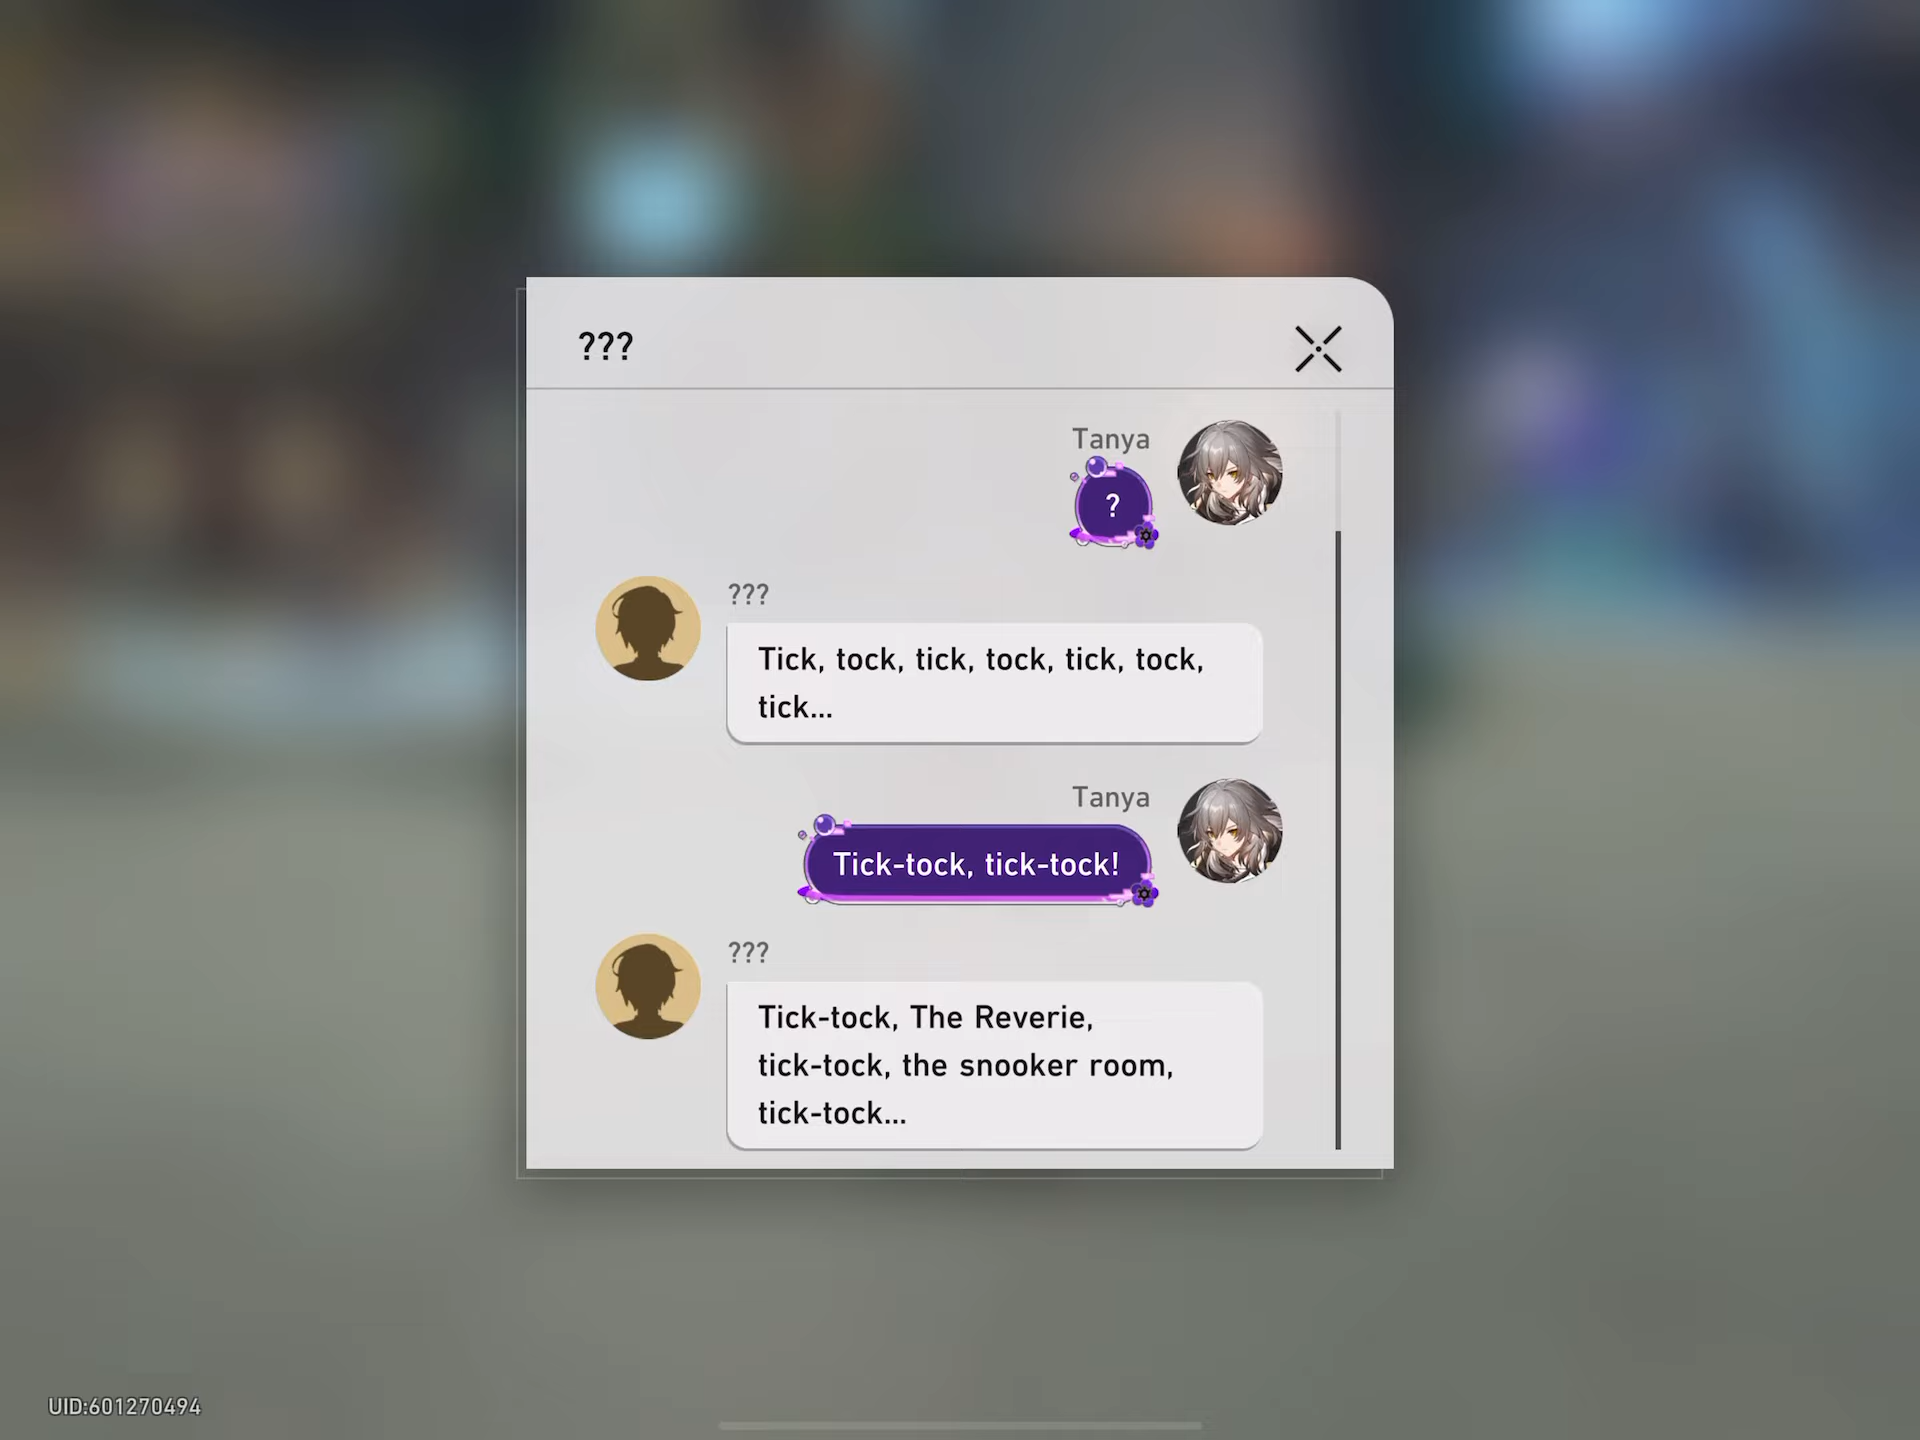 ???
Tanya
?
???
Tick, tock, tick, tock, tick, tock,
tick...
Tanya
Tick-tock, tick-tock!
???
Tick-tock, The Reverie,
tick-tock, the snooker room,
tick-tock...
UID:601270494